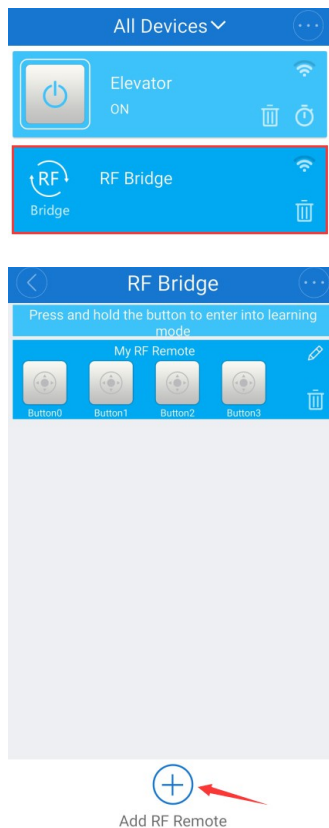 All Devices
Elevator
ON
RF
Bridge
RF Bridge
RF Bridge
Press and hold the button to enter into learning
mode
My RF Remote
Button0 Button1 Button2 Button3
Add RF Remote